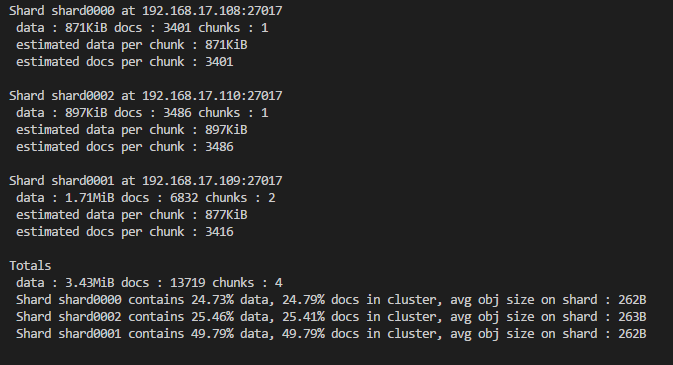 Shard shard0000 at 192.168.17.108:27017
data : 871KiB docs : 3401 chunks : 1
estimated data per chunk : 871KiB
estimated docs per chunk : 3401
Shard shard0002 at 192.168.17.110:27017
data : 897KiB docs : 3486 chunks : 1
estimated data per chunk : 897KiB
estimated docs per chunk : 3486
Shard shard0001 at 192.168.17.109:27017
data : 1.71MiB docs : 6832 chunks : 2
estimated data per chunk : 877KiB
estimated docs per chunk : 3416
Totals
data : 3.43MiB docs : 13719 chunks : 4
Shard shard0000 contains 24.73% data, 24.79% docs in cluster, avg obj size on shard : 262B
Shard shard0002 contains 25.46% data, 25.41% docs in cluster, avg obj size on shard : 263B
Shard shard0001 contains 49.79% data, 49.79% docs in cluster, avg obj size on shard : 262B